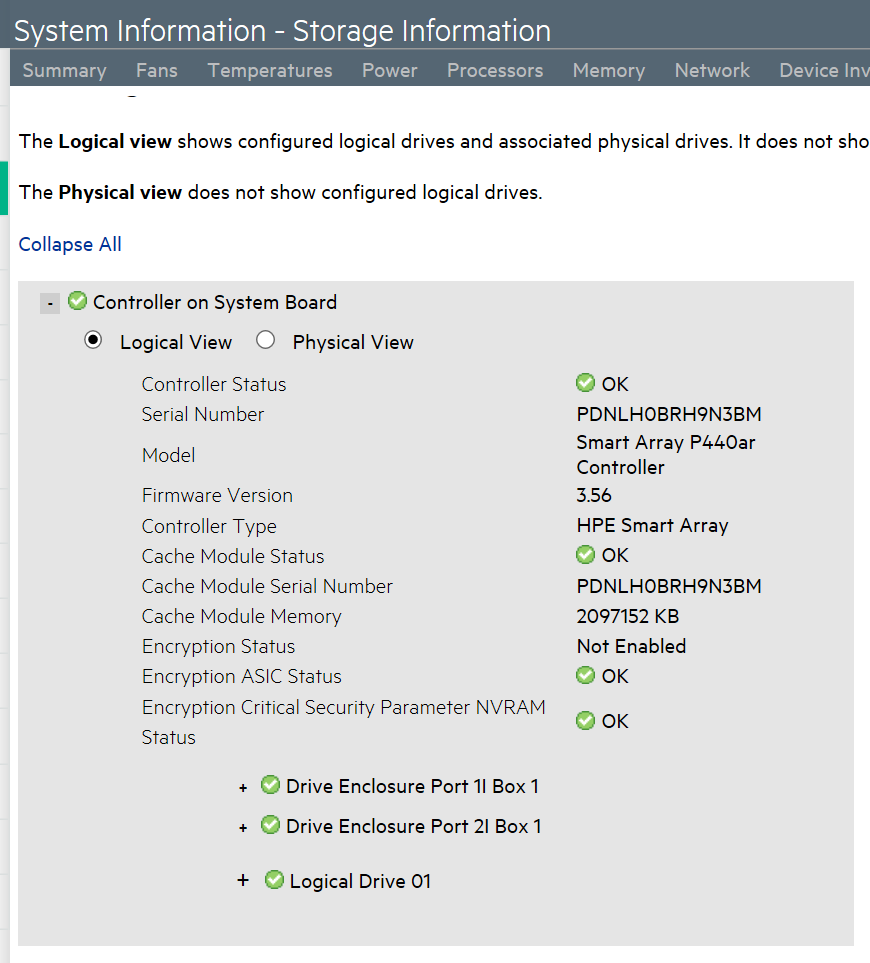 System Information - Storage Information
Summary Fans Temperatures Power Processors Memory Network Device Inv
The Logical view shows configured logical drives and associated physical drives. It does not sho
The Physical view does not show configured logical drives.
Collapse All
- Controller on System Board
Logical View Physical View
Controller Status OK
Serial Number PDNLH0BRH9N3BM
Model Smart Array P440ar
Controller
Firmware Version 3.56
Controller Type HPE Smart Array
Cache Module Status OK
Cache Module Serial Number PDNLH0BRH9N3BM
Cache Module Memory 2097152 KB
Encryption Status Not Enabled
Encryption ASIC Status OK
Encryption Critical Security Parameter NVRAM
Status OK
+ Drive Enclosure Port 1I Box 1
+ Drive Enclosure Port 2I Box 1
+ Logical Drive 01